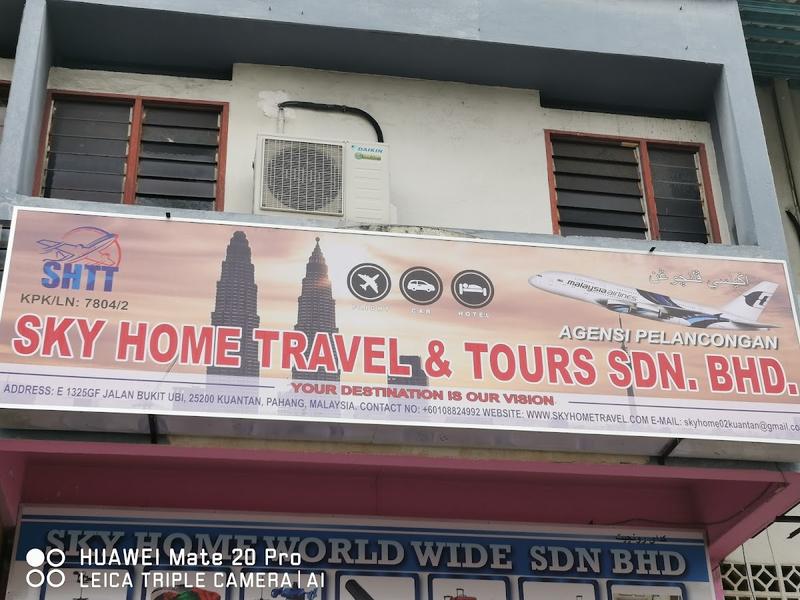 DAIKIN
SHTT
KPK/LN: 7804/2
FLIGHT CAR HOTEL
malaysia airlines
اڬينسي ڤلنچوڠن
AGENSI PELANCONGAN
SKY HOME TRAVEL & TOURS SDN. BHD.
YOUR DESTINATION IS OUR VISION
ADDRESS: E 1325GF JALAN BUKIT UBI, 25200 KUANTAN, PAHANG, MALAYSIA. CONTACT NO: +60108824992 WEBSITE: WWW.SKYHOMETRAVEL.COM E-MAIL: skyhome02kuantan@gmail.co
SKY HOME WORLD WIDE SDN BHD
HUAWEI Mate 20 Pro
LEICA TRIPLE CAMERA | AI